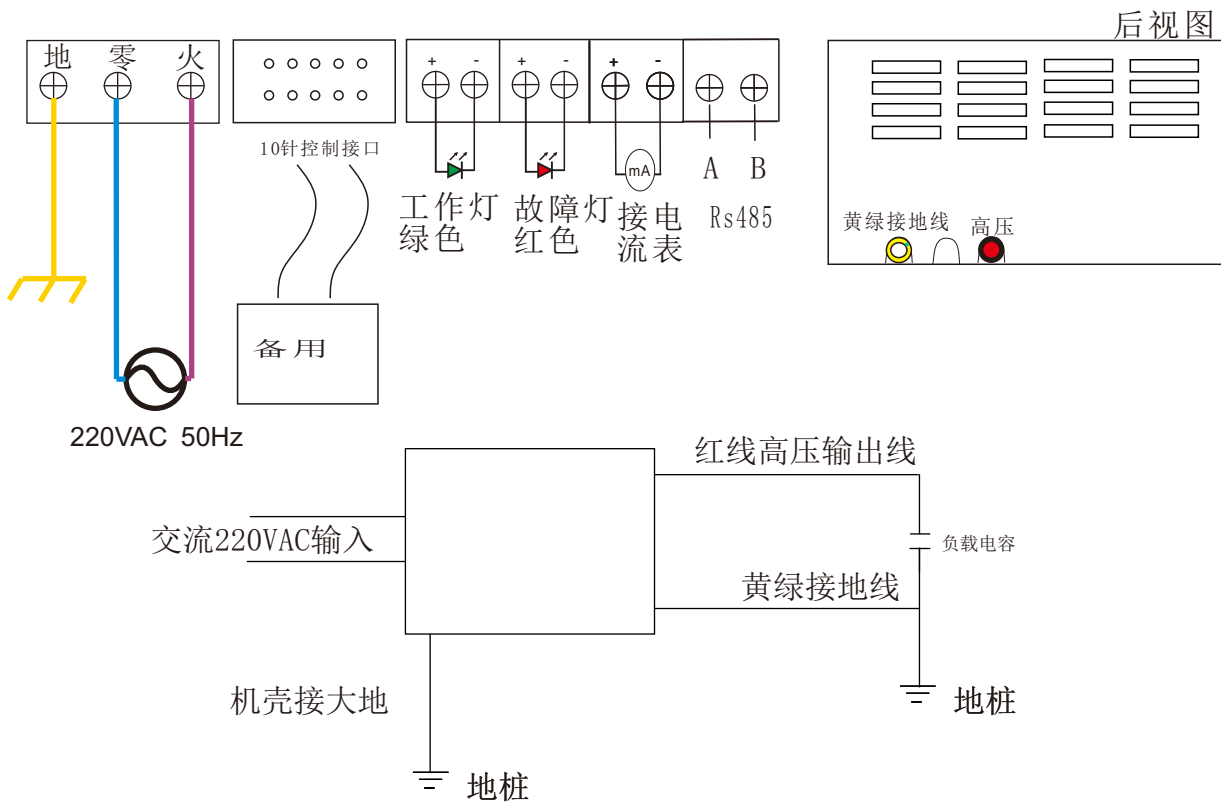 后视图
地 零 火
+ - + - + -
10针控制接口
mA
A B
工作灯
绿色
故障灯
红色
接电
流表
Rs485
黄绿接地线 高压
备用
220VAC 50Hz
红线高压输出线
交流220VAC输入
负载电容
黄绿接地线
机壳接大地
地桩
地桩